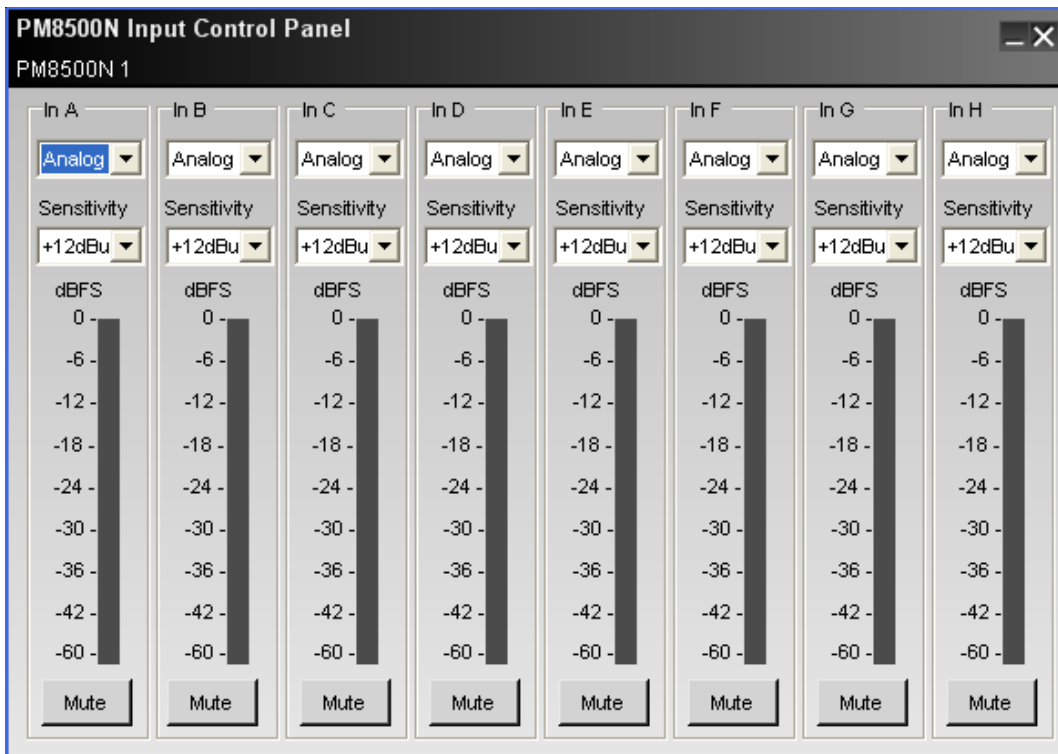 PM8500N Input Control Panel
PM8500N 1
In A In B In C In D In E In F In G In H
Analog Analog Analog Analog Analog Analog Analog Analog
Sensitivity Sensitivity Sensitivity Sensitivity Sensitivity Sensitivity Sensitivity Sensitivity
+12dBu +12dBu +12dBu +12dBu +12dBu +12dBu +12dBu +12dBu
dBFS dBFS dBFS dBFS dBFS dBFS dBFS dBFS
0 - 0 - 0 - 0 - 0 - 0 - 0 - 0 -
-6 - -6 - -6 - -6 - -6 - -6 - -6 - -6 -
-12 - -12 - -12 - -12 - -12 - -12 - -12 - -12 -
-18 - -18 - -18 - -18 - -18 - -18 - -18 - -18 -
-24 - -24 - -24 - -24 - -24 - -24 - -24 - -24 -
-30 - -30 - -30 - -30 - -30 - -30 - -30 - -30 -
-36 - -36 - -36 - -36 - -36 - -36 - -36 - -36 -
-42 - -42 - -42 - -42 - -42 - -42 - -42 - -42 -
-60 - -60 - -60 - -60 - -60 - -60 - -60 - -60 -
Mute Mute Mute Mute Mute Mute Mute Mute